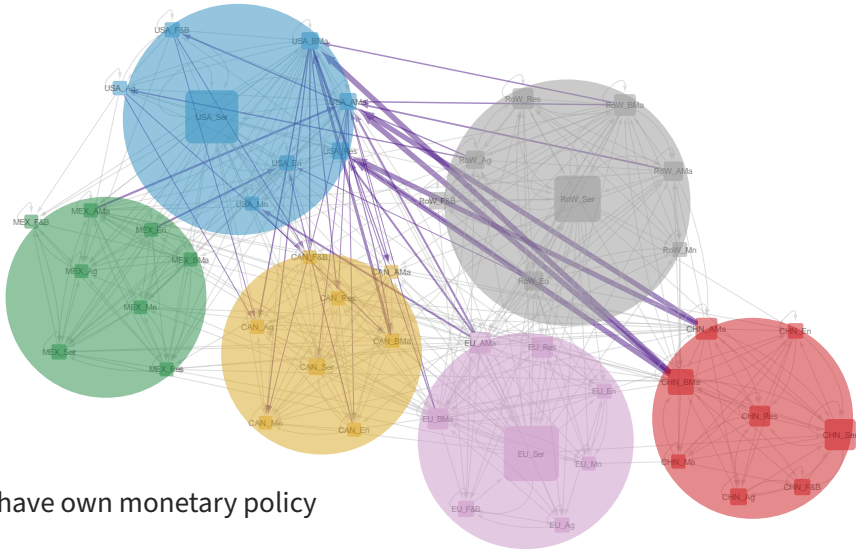 USA_F&B
USA_BMa
USA_Ag
USA_AMa
USA_Ser
USA_Res
USA_En
USA_Mn
RoW_Res
RoW_BMa
RoW_Ag
RoW_AMa
RoW_F&B
RoW_Ser
RoW_Mn
RoW_En
MEX_F&B
MEX_AMa
MEX_En
MEX_Ag
MEX_BMa
MEX_Mn
MEX_Ser
MEX_Res
CAN_F&B
CAN_AMa
CAN_Res
CAN_Ag
CAN_BMa
CAN_Ser
CAN_Mn
CAN_En
EU_AMa
EU_Res
EU_En
EU_BMa
EU_Ser
EU_Mn
EU_F&B
EU_Ag
CHN_AMa
CHN_En
CHN_BMa
CHN_Res
CHN_Ser
CHN_Mn
CHN_F&B
CHN_Ag
have own monetary policy